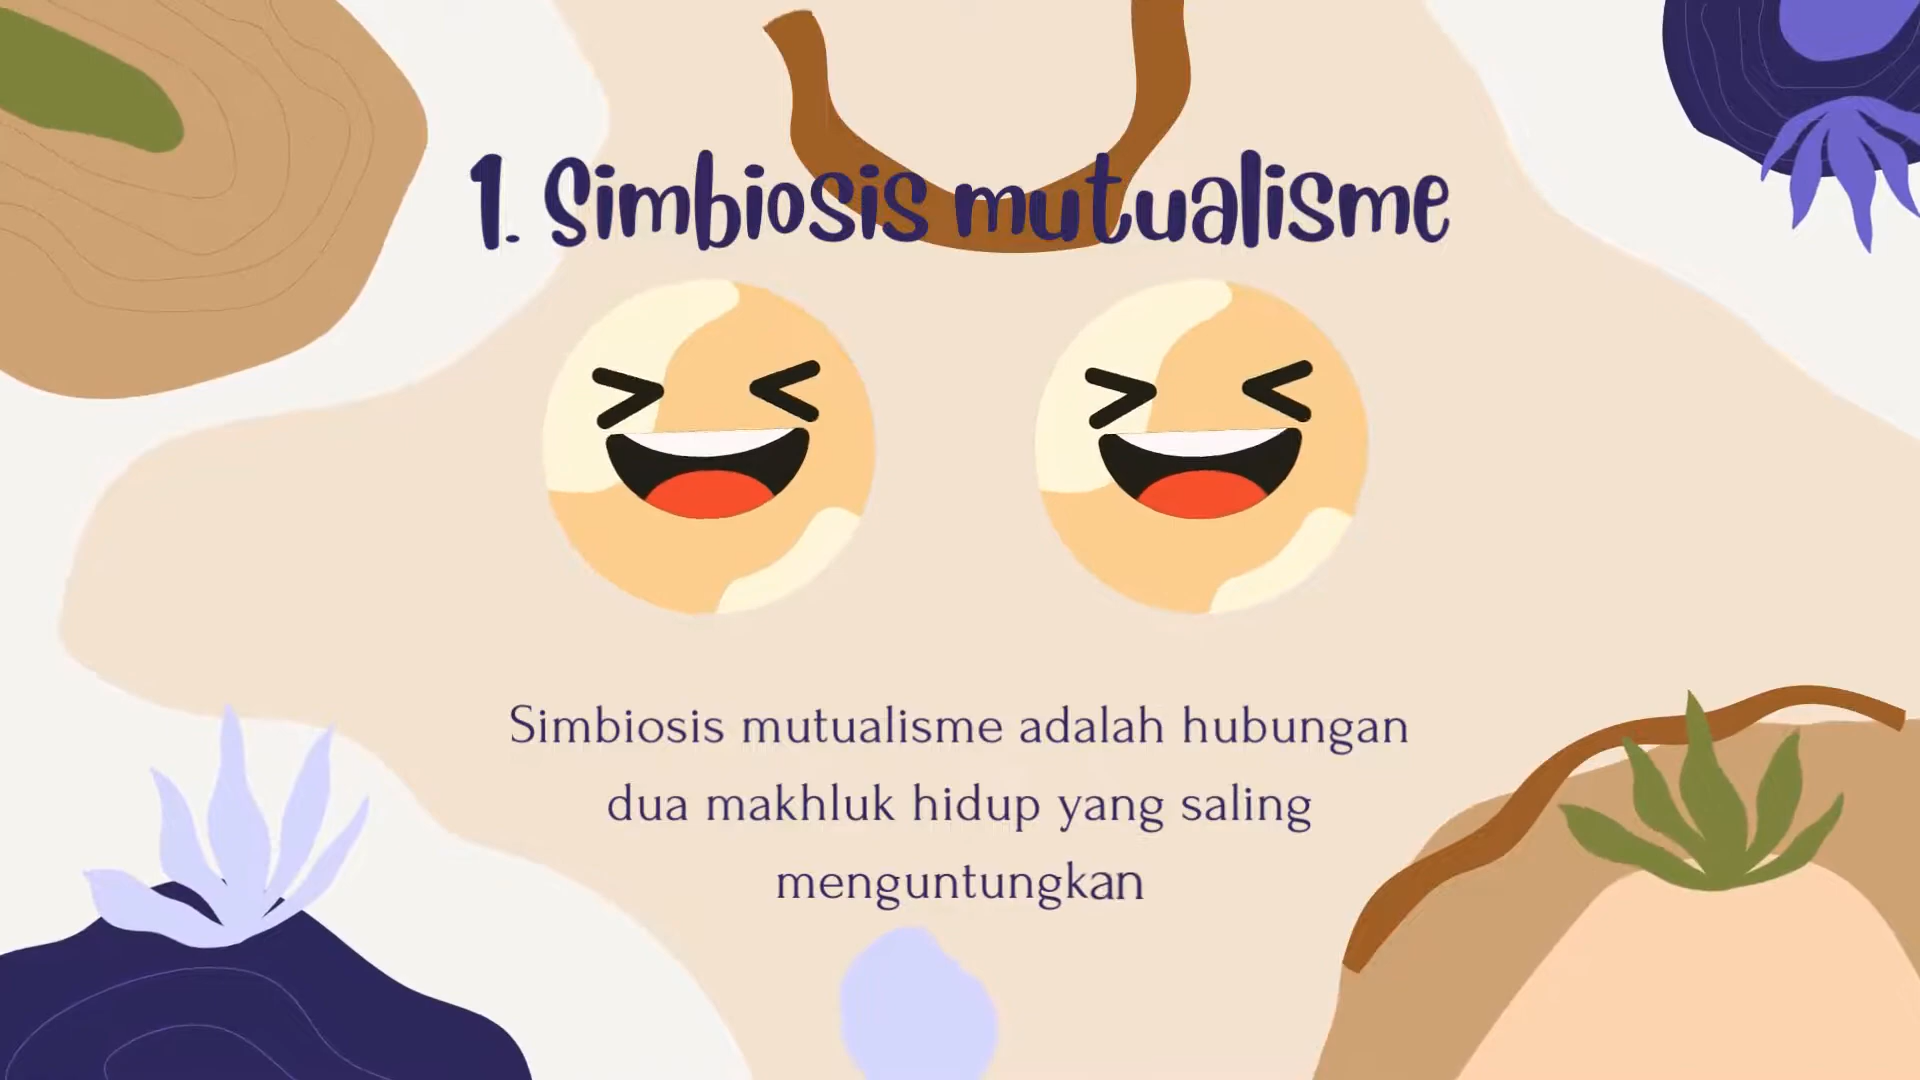 1. Simbiosis mutualisme
Simbiosis mutualisme adalah hubungan
dua makhluk hidup yang saling
menguntungkan